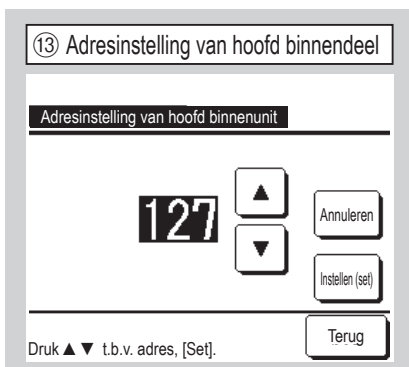 ⑬ Adresinstelling van hoofd binnendeel
Adresinstelling van hoofd binnenunit
127
▲
▼
Annuleren
Instellen (set)
Druk ▲ ▼ t.b.v. adres, [Set].
Terug